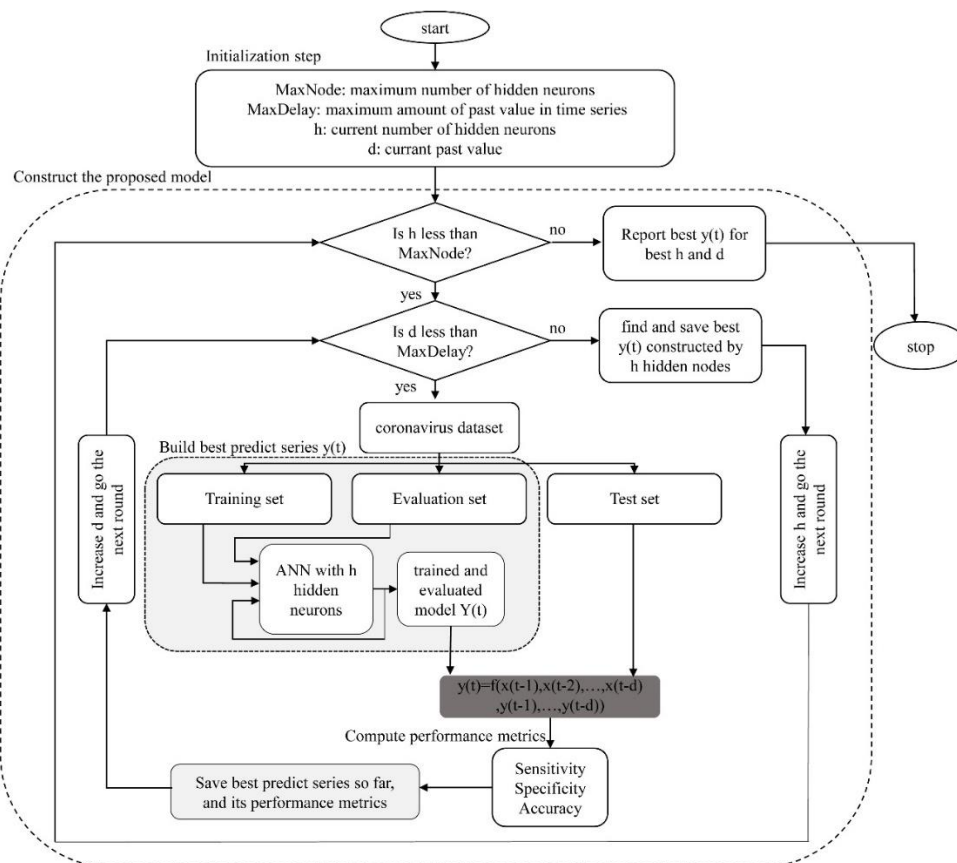 start
Initialization step
MaxNode: maximum number of hidden neurons
MaxDelay: maximum amount of past value in time series
h: current number of hidden neurons
d: currant past value
Construct the proposed model
Is h less than
MaxNode?
no
Report best y(t) for
best h and d
yes
Is d less than
MaxDelay?
no
find and save best
y(t) constructed by
h hidden nodes
stop
yes
coronavirus dataset
Build best predict series y(t)
Training set
Evaluation set
Test set
Increase d and go the
next round
Increase h and go the
next round
ANN with h
hidden
neurons
trained and
evaluated
model Y(t)
y(t)=f(x(t-1),x(t-2),…,x(t-d)
,y(t-1),…,y(t-d))
Compute performance metrics
Sensitivity
Specificity
Accuracy
Save best predict series so far,
and its performance metrics